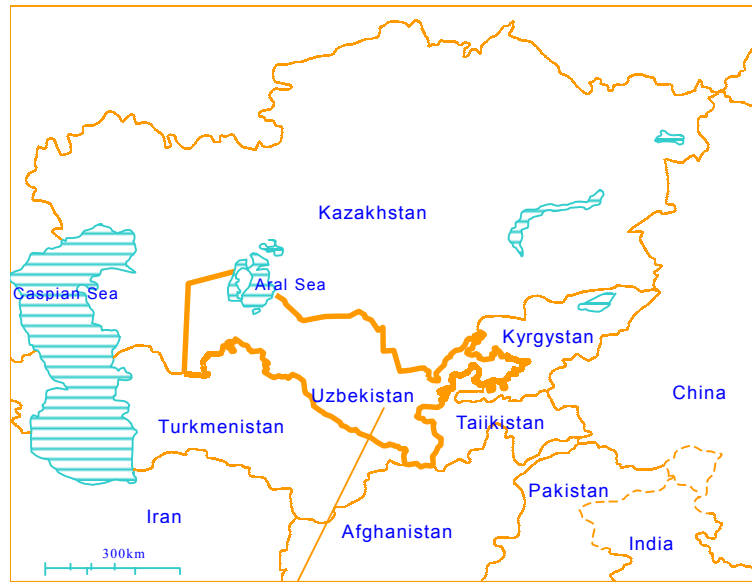 Kazakhstan
Aral Sea
Caspian Sea
Kyrgystan
China
Uzbekistan
Turkmenistan
Taiikistan
Pakistan
Iran
Afghanistan
India
300km